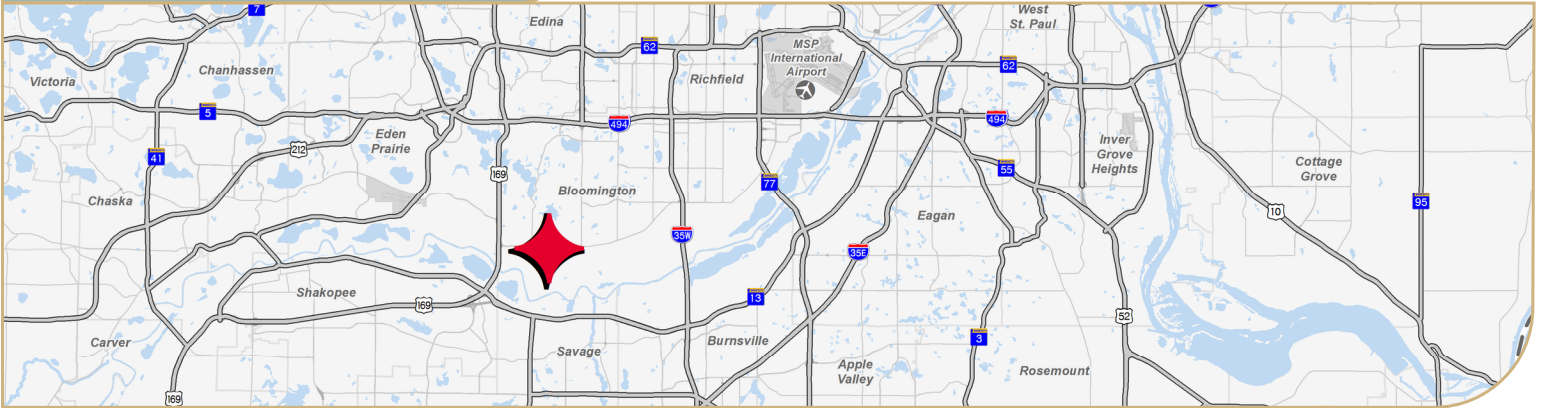 7
Edina
West
St. Paul
62
MSP
International
Airport
62
Victoria
Chanhassen
Richfield
5
494
494
Eden
Prairie
212
41
Inver
Grove
Heights
Cottage
Grove
169
55
77
Bloomington
Chaska
95
10
Eagan
35W
35E
Shakopee
169
13
52
3
Carver
Savage
Burnsville
Apple
Valley
Rosemount
169